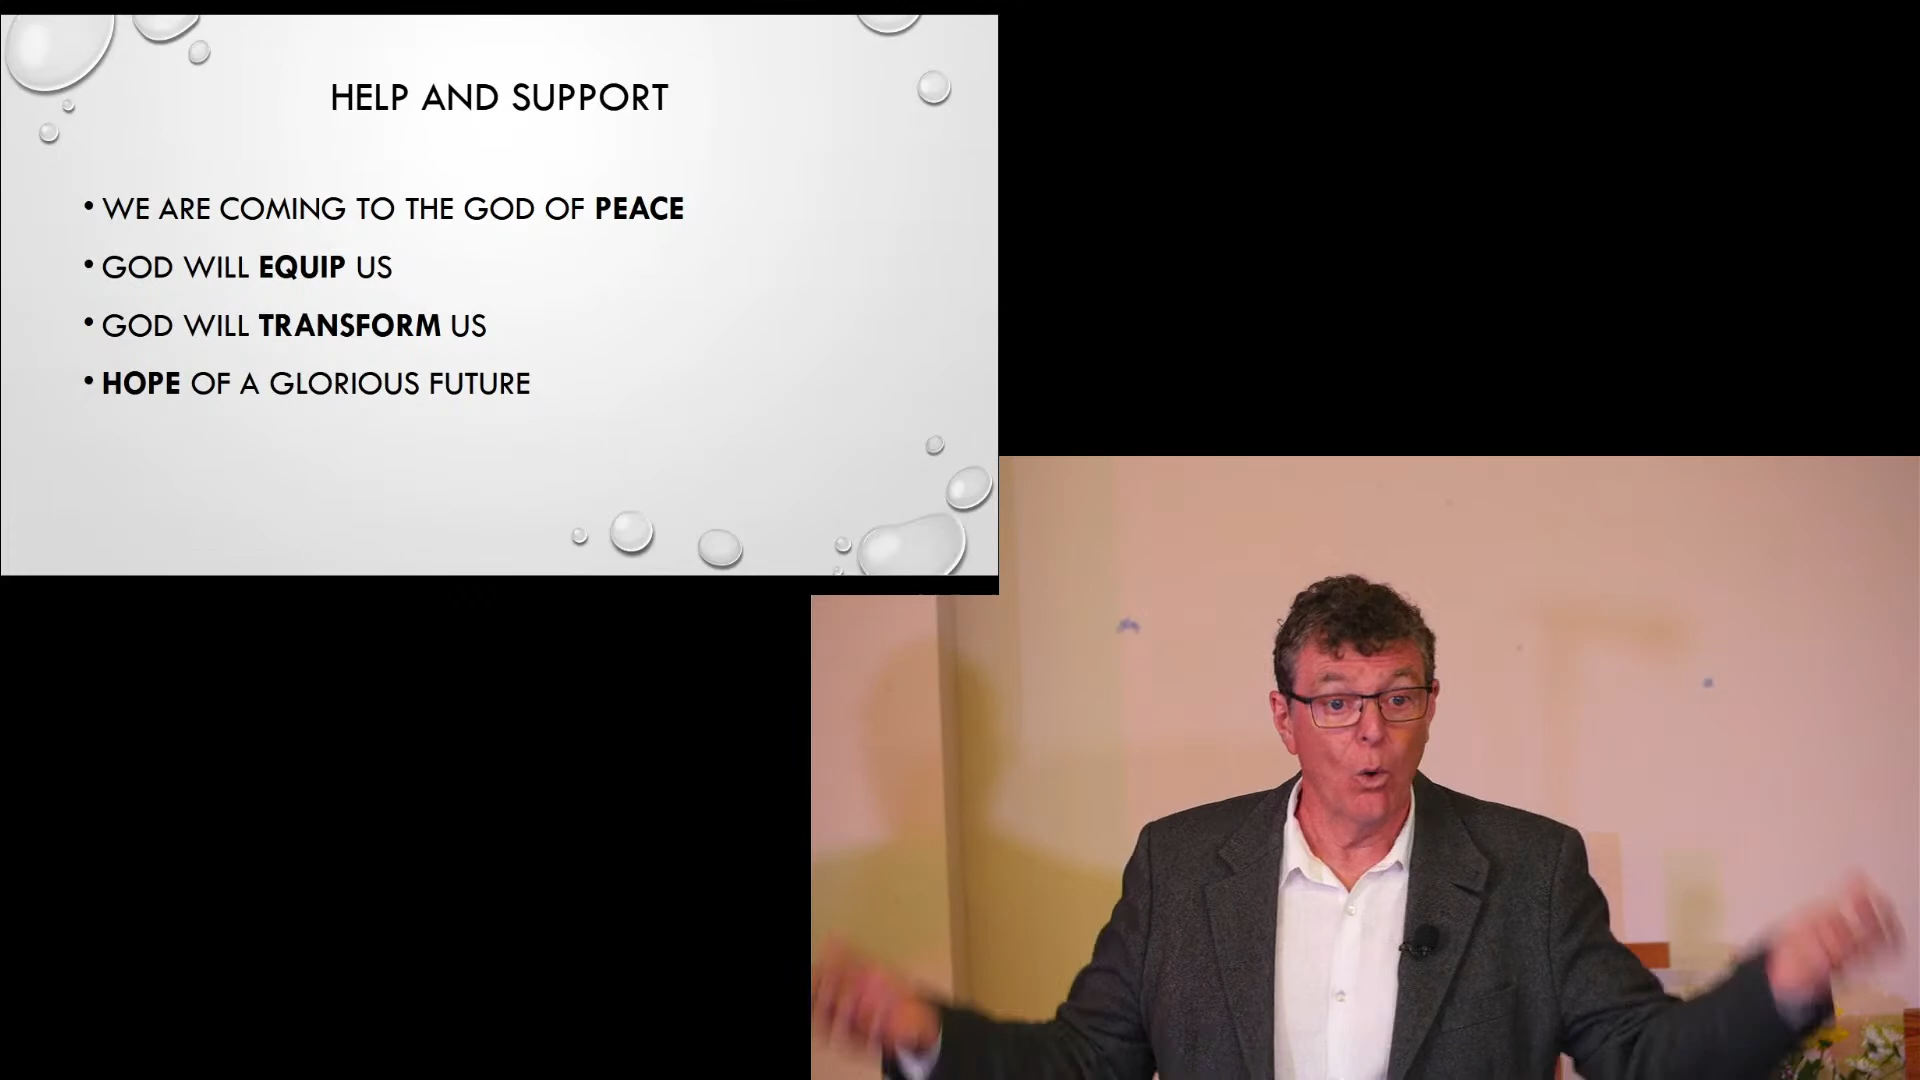 HELP AND SUPPORT
• WE ARE COMING TO THE GOD OF PEACE
• GOD WILL EQUIP US
• GOD WILL TRANSFORM US
• HOPE OF A GLORIOUS FUTURE